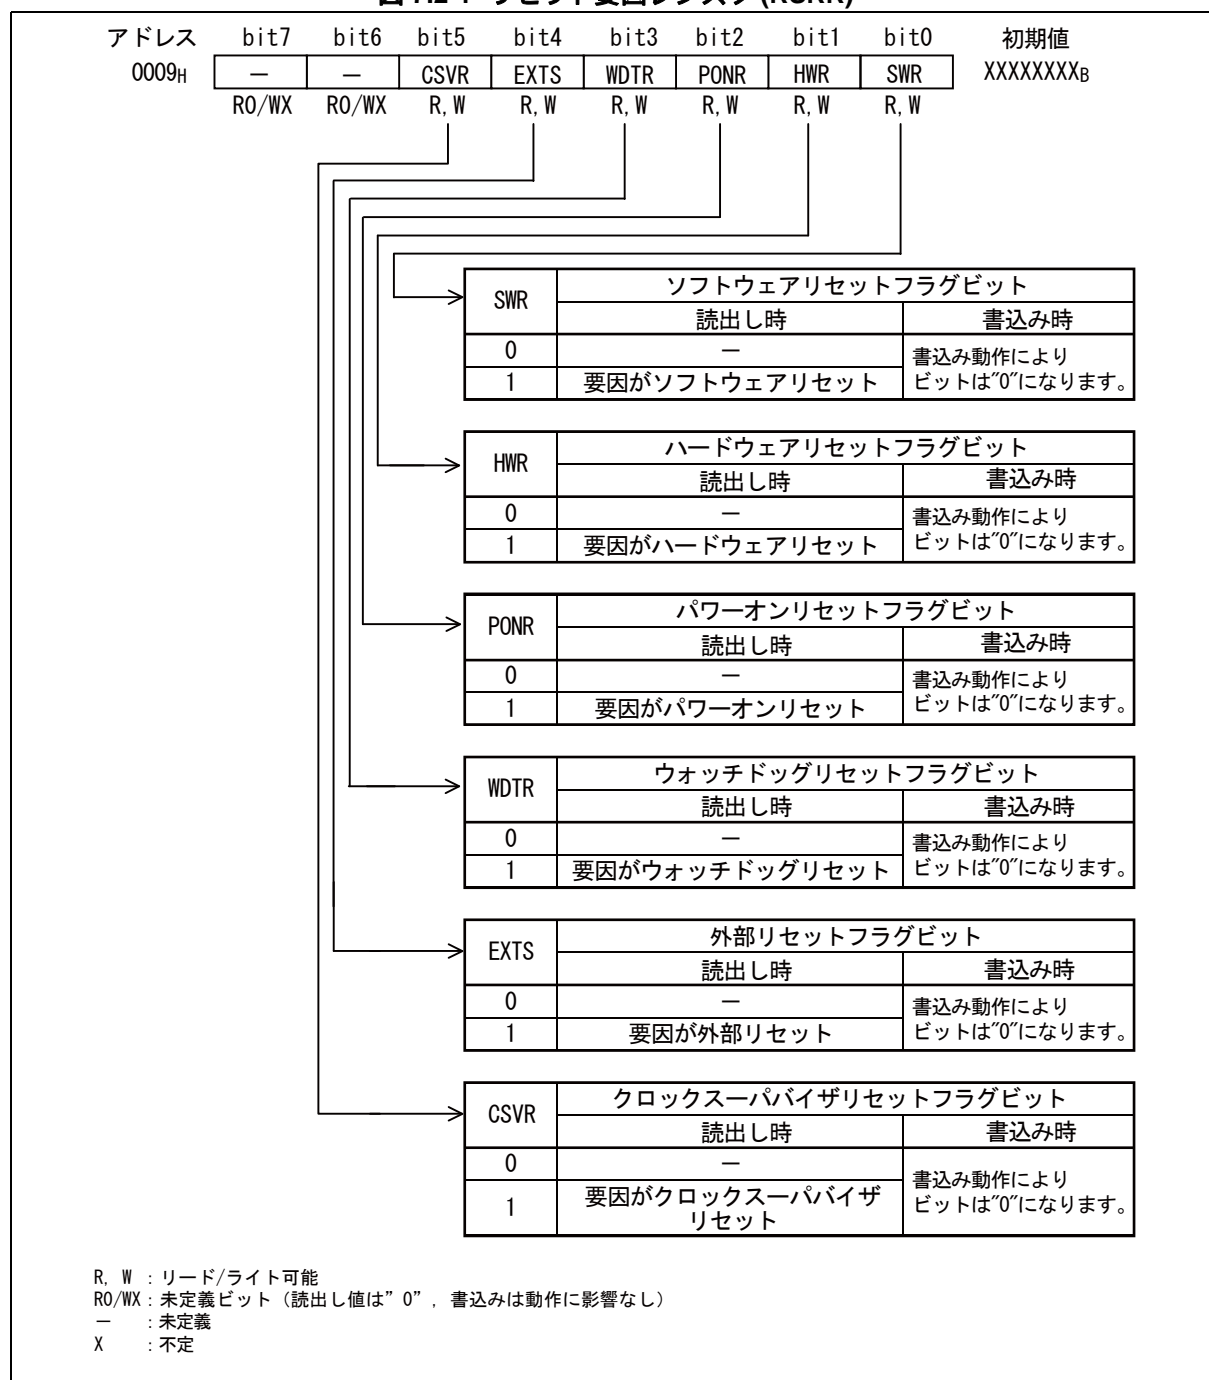 図 7.2-1 リセット要因レジスタ (RSRR)
アドレス bit7 bit6 bit5 bit4 bit3 bit2 bit1 bit0 初期値
0009H － － CSVR EXTS WDTR PONR HWR SWR XXXXXXXXB
R0/WX R0/WX R,W R,W R,W R,W R,W R,W
SWR ソフトウェアリセットフラグビット
読出し時 書込み時
0 － 書込み動作により
1 要因がソフトウェアリセット ビットは"0"になります。
HWR ハードウェアリセットフラグビット
読出し時 書込み時
0 － 書込み動作により
1 要因がハードウェアリセット ビットは"0"になります。
PONR パワーオンリセットフラグビット
読出し時 書込み時
0 － 書込み動作により
1 要因がパワーオンリセット ビットは"0"になります。
WDTR ウォッチドッグリセットフラグビット
読出し時 書込み時
0 － 書込み動作により
1 要因がウォッチドッグリセット ビットは"0"になります。
EXTS 外部リセットフラグビット
読出し時 書込み時
0 － 書込み動作により
1 要因が外部リセット ビットは"0"になります。
CSVR クロックスーパバイザリセットフラグビット
読出し時 書込み時
0 － 書込み動作により
1 要因がクロックスーパバイザ ビットは"0"になります。
リセット
R, W ：リード/ライト可能
R0/WX：未定義ビット（読出し値は"0"，書込みは動作に影響なし）
－ ：未定義
X ：不定